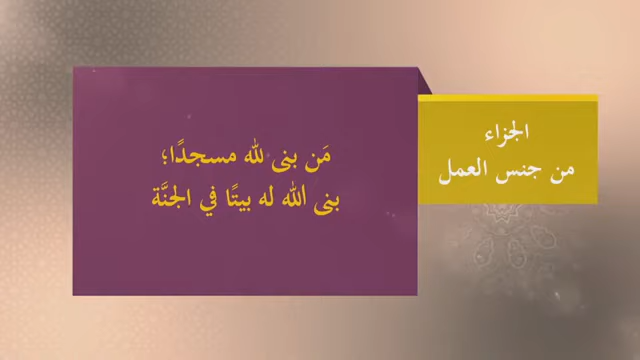 الجزاء
من جنس العمل
مَن بنى لله مسجدًا؛
بنى الله له بيتًا في الجنَّة